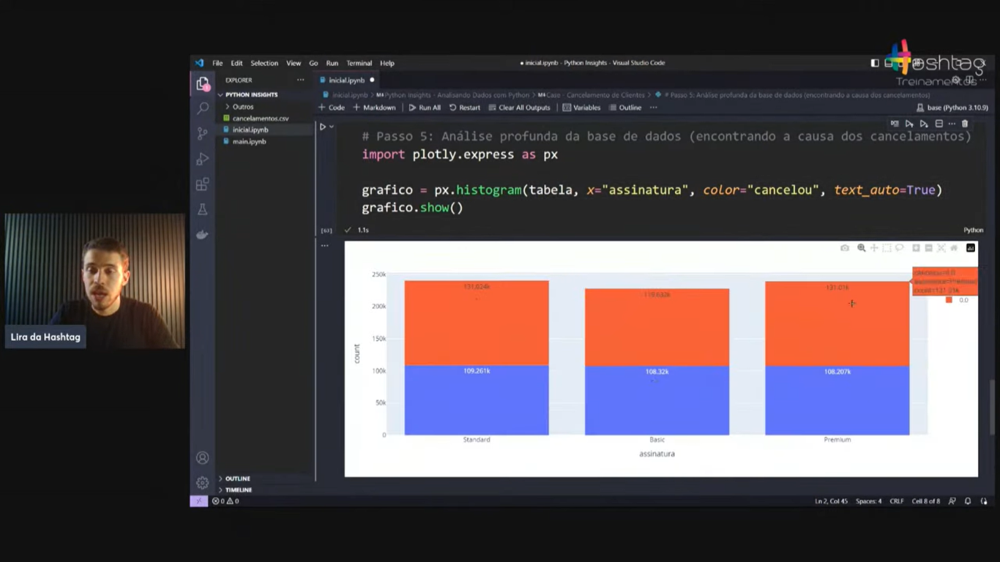 Hashtag
Treinamentos
File Edit Selection View Go Run Terminal Help
● inicial.ipynb - Python Insights - Visual Studio Code
EXPLORER ···
inicial.ipynb ●
PYTHON INSIGHTS
Outros
cancelamentos.csv
inicial.ipynb
main.ipynb
inicial.ipynb > M↓Python Insights - Analisando Dados com Python > M↓Case - Cancelamento de Clientes > # Passo 5: Análise profunda da base de dados (encontrando a causa dos cancelamentos)
+ Code + Markdown Run All Restart Clear All Outputs Variables Outline ··· base (Python 3.10.9)
# Passo 5: Análise profunda da base de dados (encontrando a causa dos cancelamentos)
import plotly.express as px
grafico = px.histogram(tabela, x="assinatura", color="cancelou", text_auto=True)
grafico.show()
[63] ✓ 1.1s Python
250k
200k
150k
100k
50k
0
count
131.024k 119.632k 131.01k
109.261k 108.32k 108.207k
Standard Basic Premium
assinatura
0.0
Lira da Hashtag
OUTLINE
TIMELINE
0 0 Ln 2, Col 45 Spaces: 4 CRLF Cell 8 of 8